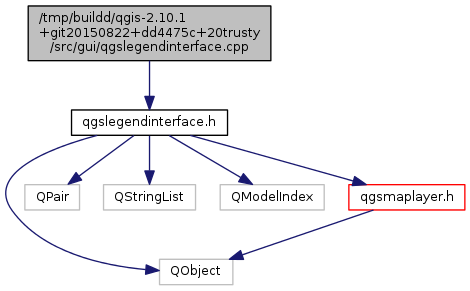 /tmp/buildd/qgis-2.10.1
+git20150822+dd4475c+20trusty
/src/gui/qgslegendinterface.cpp
qgslegendinterface.h
QPair
QStringList
QModelIndex
qgsmaplayer.h
QObject